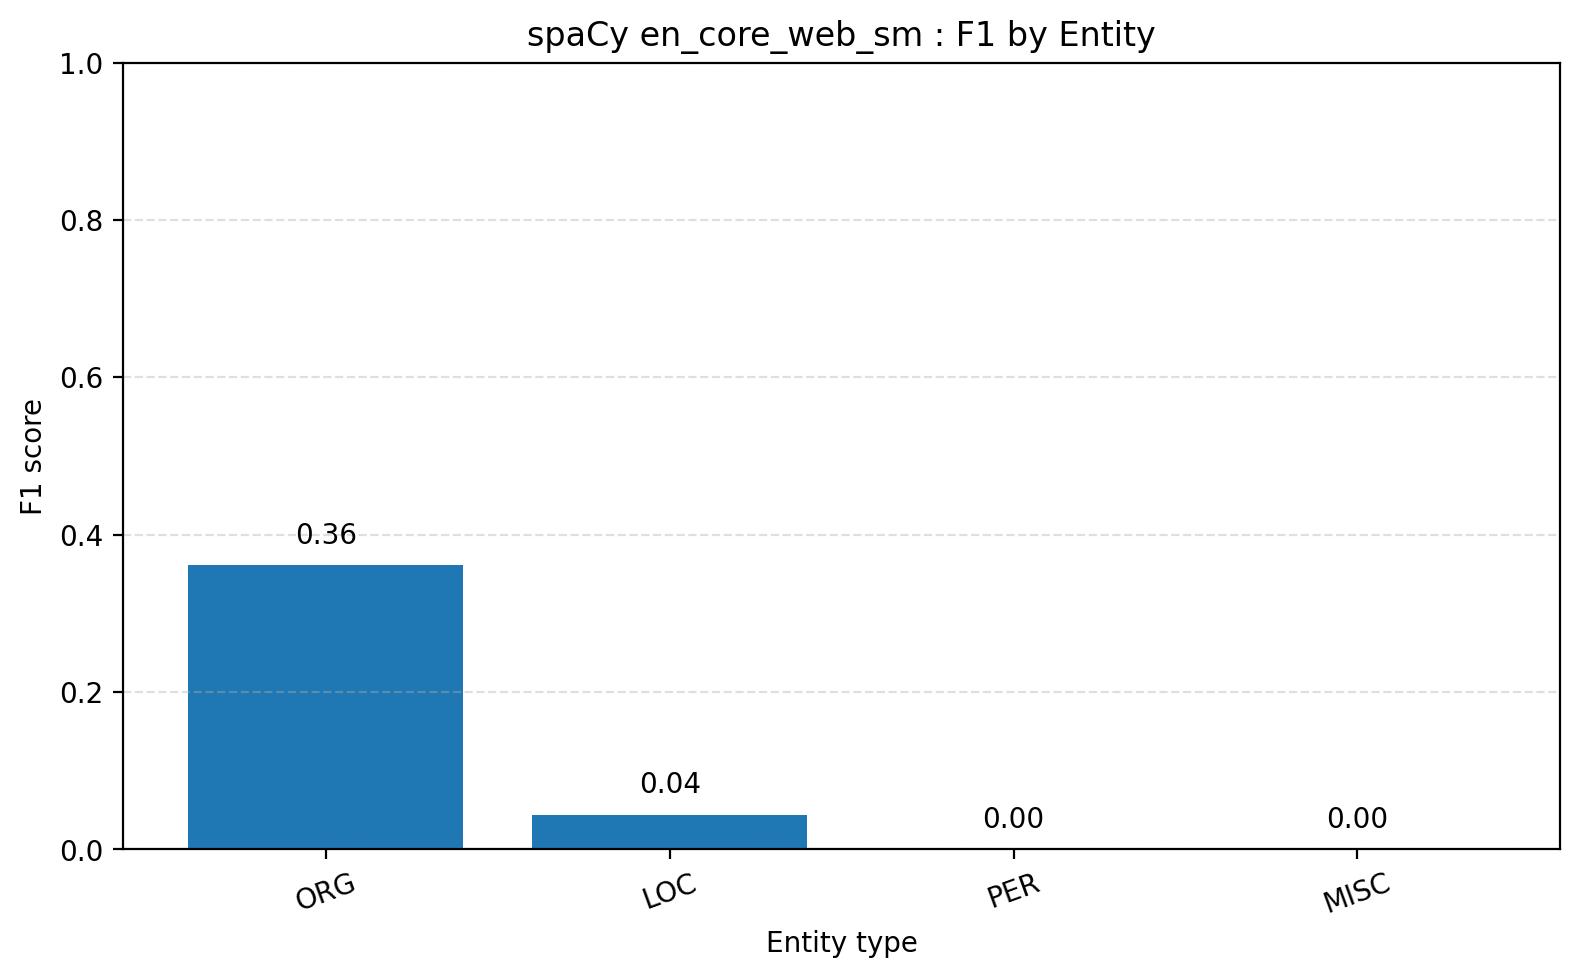 spaCy en_core_web_sm : F1 by Entity
1.0
0.8
0.6
0.4
0.2
0.0
F1 score
0.36
0.04
0.00
0.00
ORG
LOC
PER
MISC
Entity type